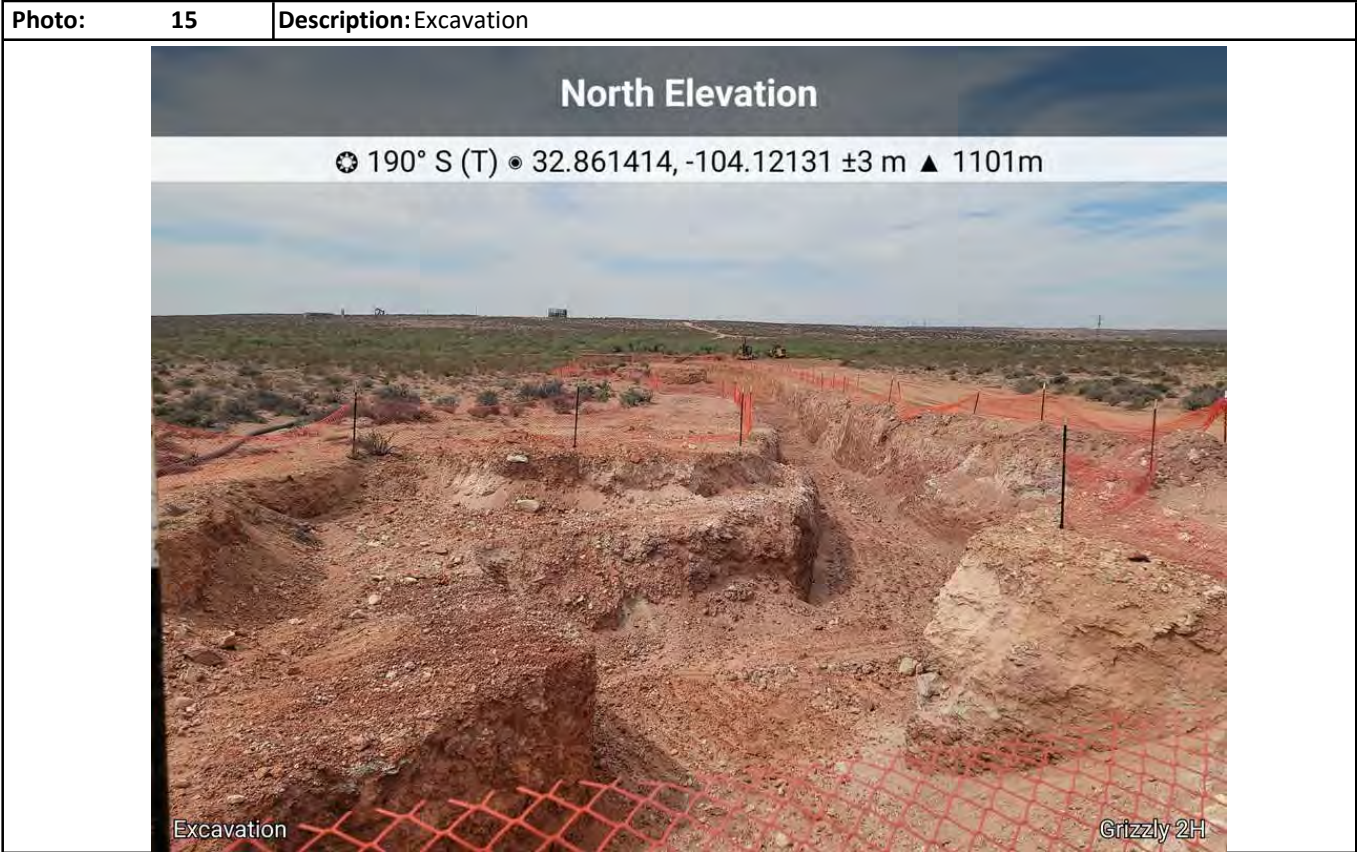 Photo: 15 Description: Excavation
North Elevation
190° S (T) ◉ 32.861414, -104.12131 ±3 m ▲ 1101m
Excavation
Grizzly 2H